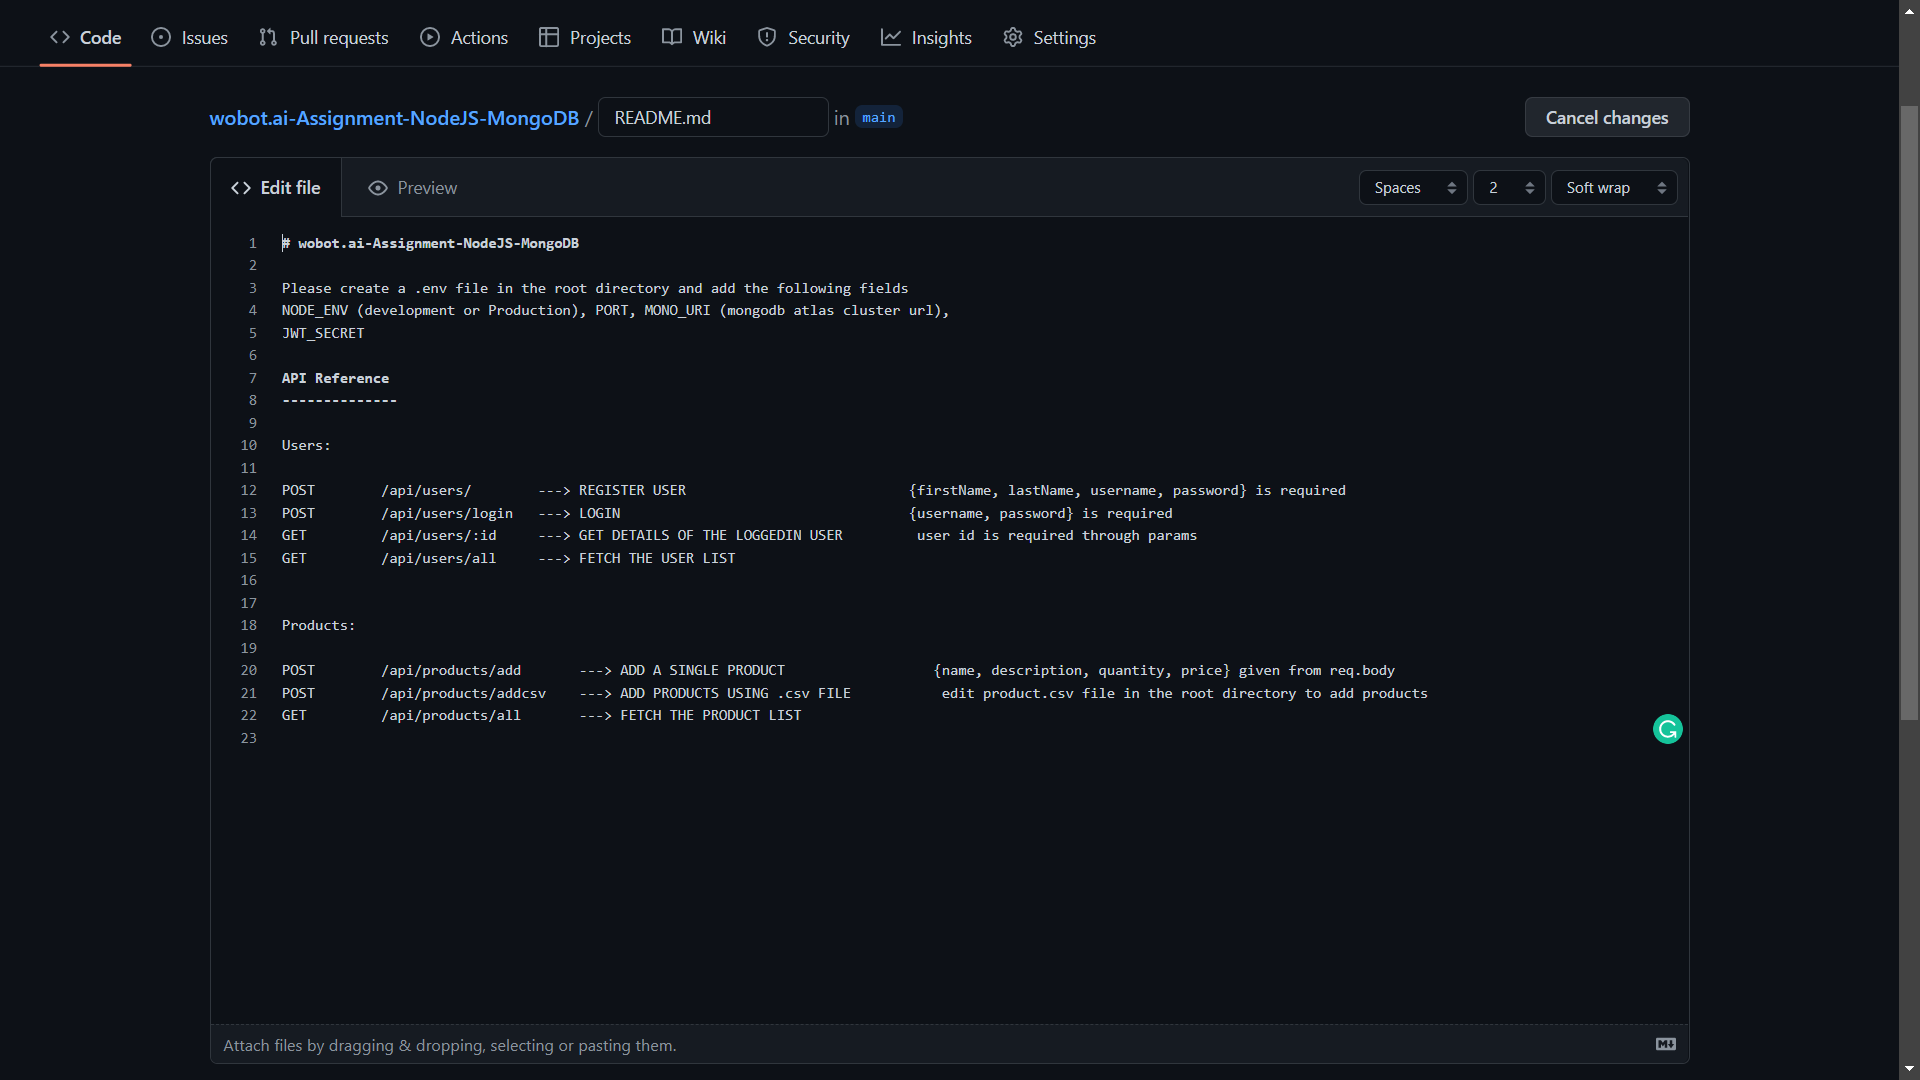 Code Issues Pull requests Actions Projects Wiki Security Insights Settings
wobot.ai-Assignment-NodeJS-MongoDB / README.md in main Cancel changes
Edit file Preview Spaces 2 Soft wrap
1 # wobot.ai-Assignment-NodeJS-MongoDB
2
3 Please create a .env file in the root directory and add the following fields
4 NODE_ENV (development or Production), PORT, MONO_URI (mongodb atlas cluster url),
5 JWT_SECRET
6
7 API Reference
8 --------------
9
10 Users:
11
12 POST /api/users/ ---> REGISTER USER {firstName, lastName, username, password} is required
13 POST /api/users/login ---> LOGIN {username, password} is required
14 GET /api/users/:id ---> GET DETAILS OF THE LOGGEDIN USER user id is required through params
15 GET /api/users/all ---> FETCH THE USER LIST
16
17
18 Products:
19
20 POST /api/products/add ---> ADD A SINGLE PRODUCT {name, description, quantity, price} given from req.body
21 POST /api/products/addcsv ---> ADD PRODUCTS USING .csv FILE edit product.csv file in the root directory to add products
22 GET /api/products/all ---> FETCH THE PRODUCT LIST
23
Attach files by dragging & dropping, selecting or pasting them.